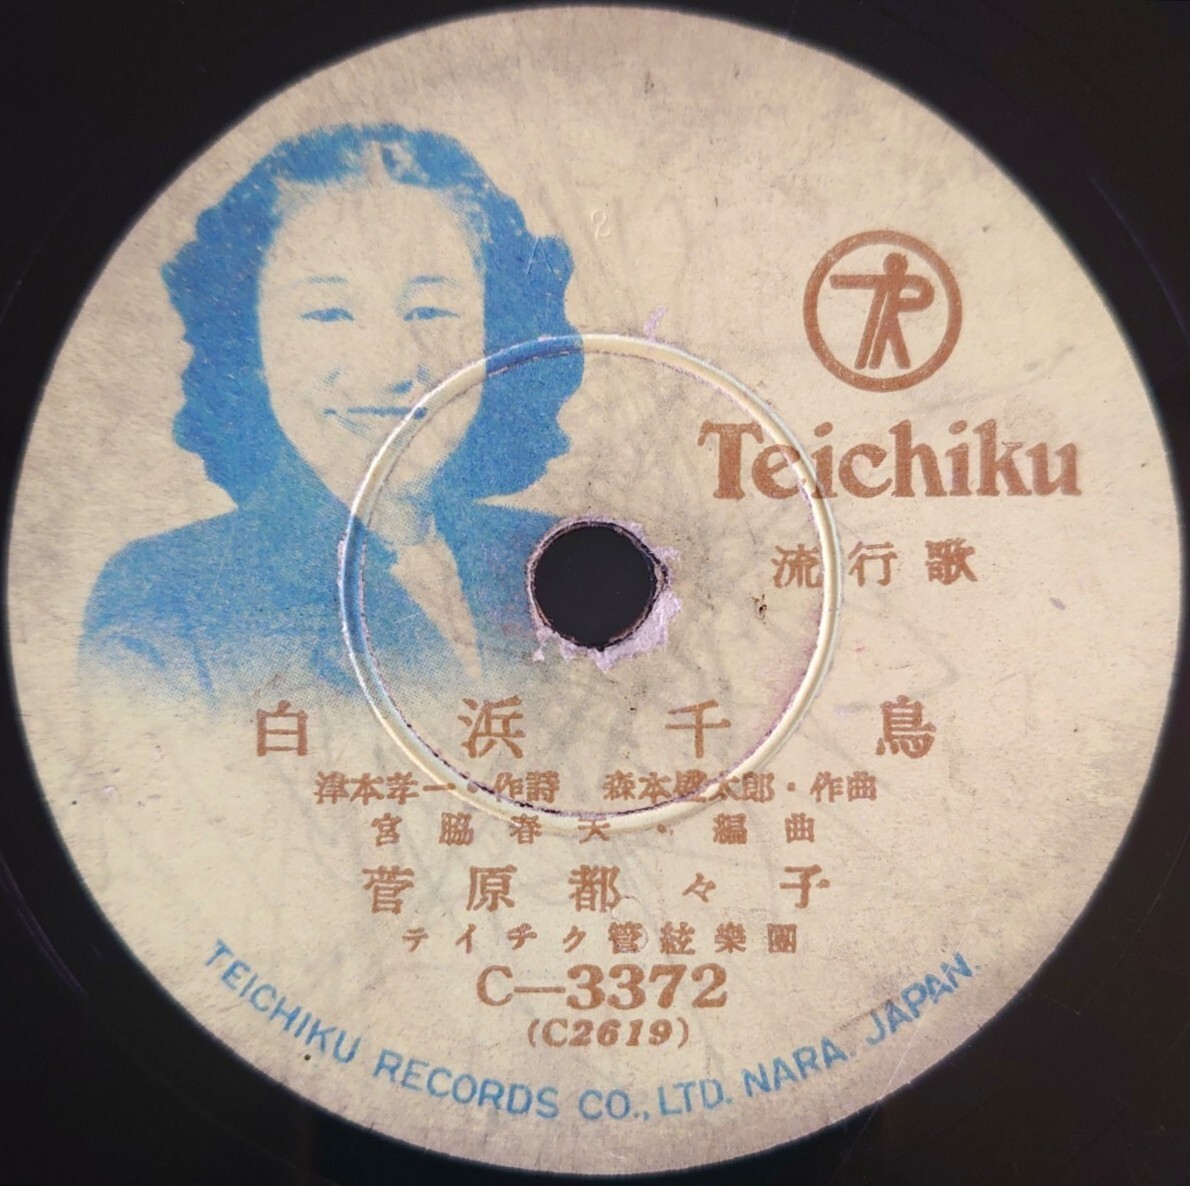 Teichiku
流行歌
白浜千鳥
津本孝一・作詩 森本 太郎・作曲
宮脇春夫・編曲
菅原都々子
テイチク管絃樂團
C—3372
(C2619)
TEICHIKU RECORDS CO., LTD. NARA. JAPAN.